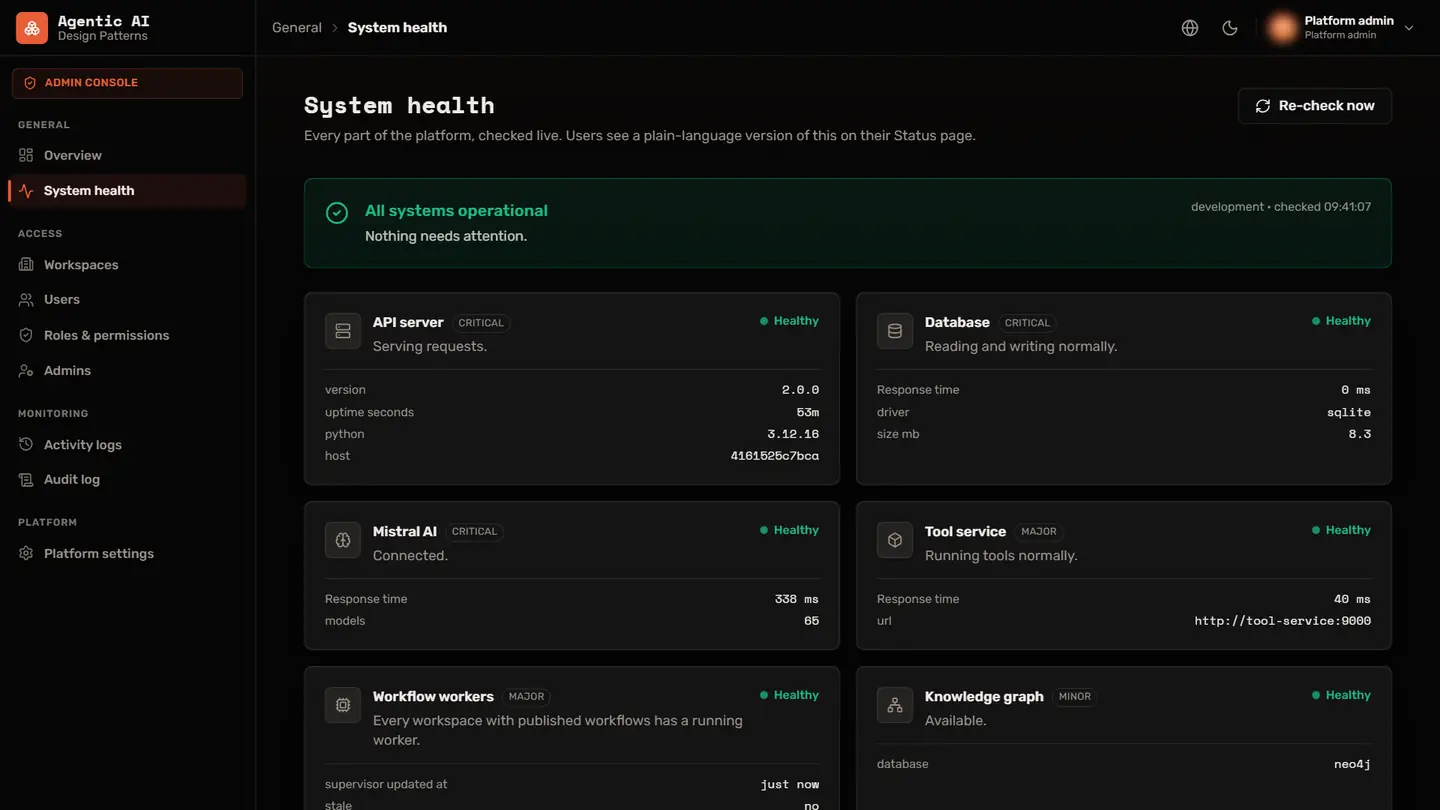 Agentic AI
Design Patterns
General > System health
Platform admin
Platform admin
ADMIN CONSOLE
GENERAL
Overview
System health
ACCESS
Workspaces
Users
Roles & permissions
Admins
MONITORING
Activity logs
Audit log
PLATFORM
Platform settings
System health
Every part of the platform, checked live. Users see a plain-language version of this on their Status page.
Re-check now
All systems operational
Nothing needs attention.
development • checked 09:41:07
API server CRITICAL Healthy
Serving requests.
version 2.0.0
uptime seconds 53m
python 3.12.16
host 4161525c7bca
Database CRITICAL Healthy
Reading and writing normally.
Response time 0 ms
driver sqlite
size mb 8.3
Mistral AI CRITICAL Healthy
Connected.
Response time 338 ms
models 65
Tool service MAJOR Healthy
Running tools normally.
Response time 40 ms
url http://tool-service:9000
Workflow workers MAJOR Healthy
Every workspace with published workflows has a running
worker.
supervisor updated at just now
stale no
Knowledge graph MINOR Healthy
Available.
database neo4j